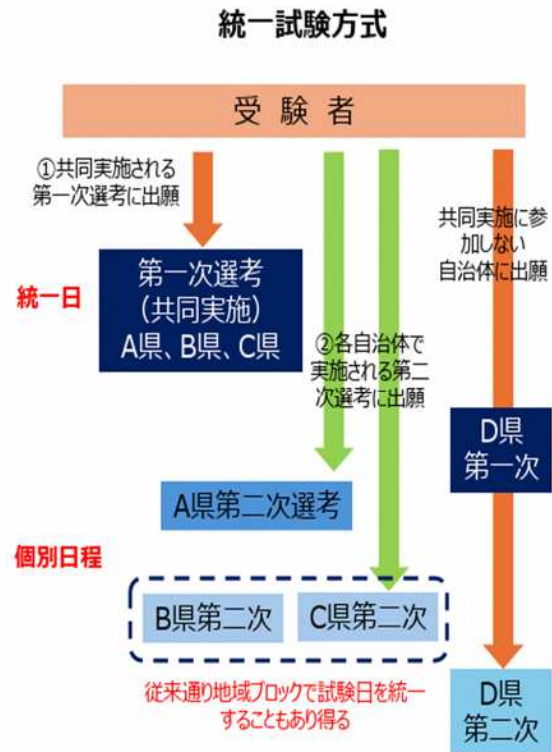 統一試験方式
受験者
①共同実施される
第一次選考に出願
共同実施に参
加しない
自治体に出願
統一日
第一次選考
（共同実施）
A県、B県、C県
②各自治体で
実施される第二
次選考に出願
D県
第一次
A県第二次選考
個別日程
B県第二次
C県第二次
従来通り地域ブロックで試験日を統一
することもあり得る
D県
第二次